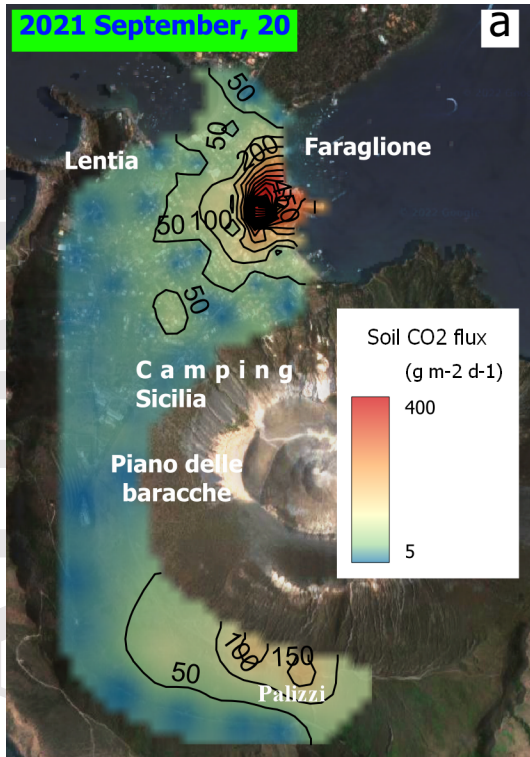 2021 September, 20
a
50
50
200
Faraglione
Lentia
50
100
50
Soil CO2 flux
(g m-2 d-1)
400
5
C a m p i n g
Sicilia
Piano delle
baracche
100
150
50
Palizzi